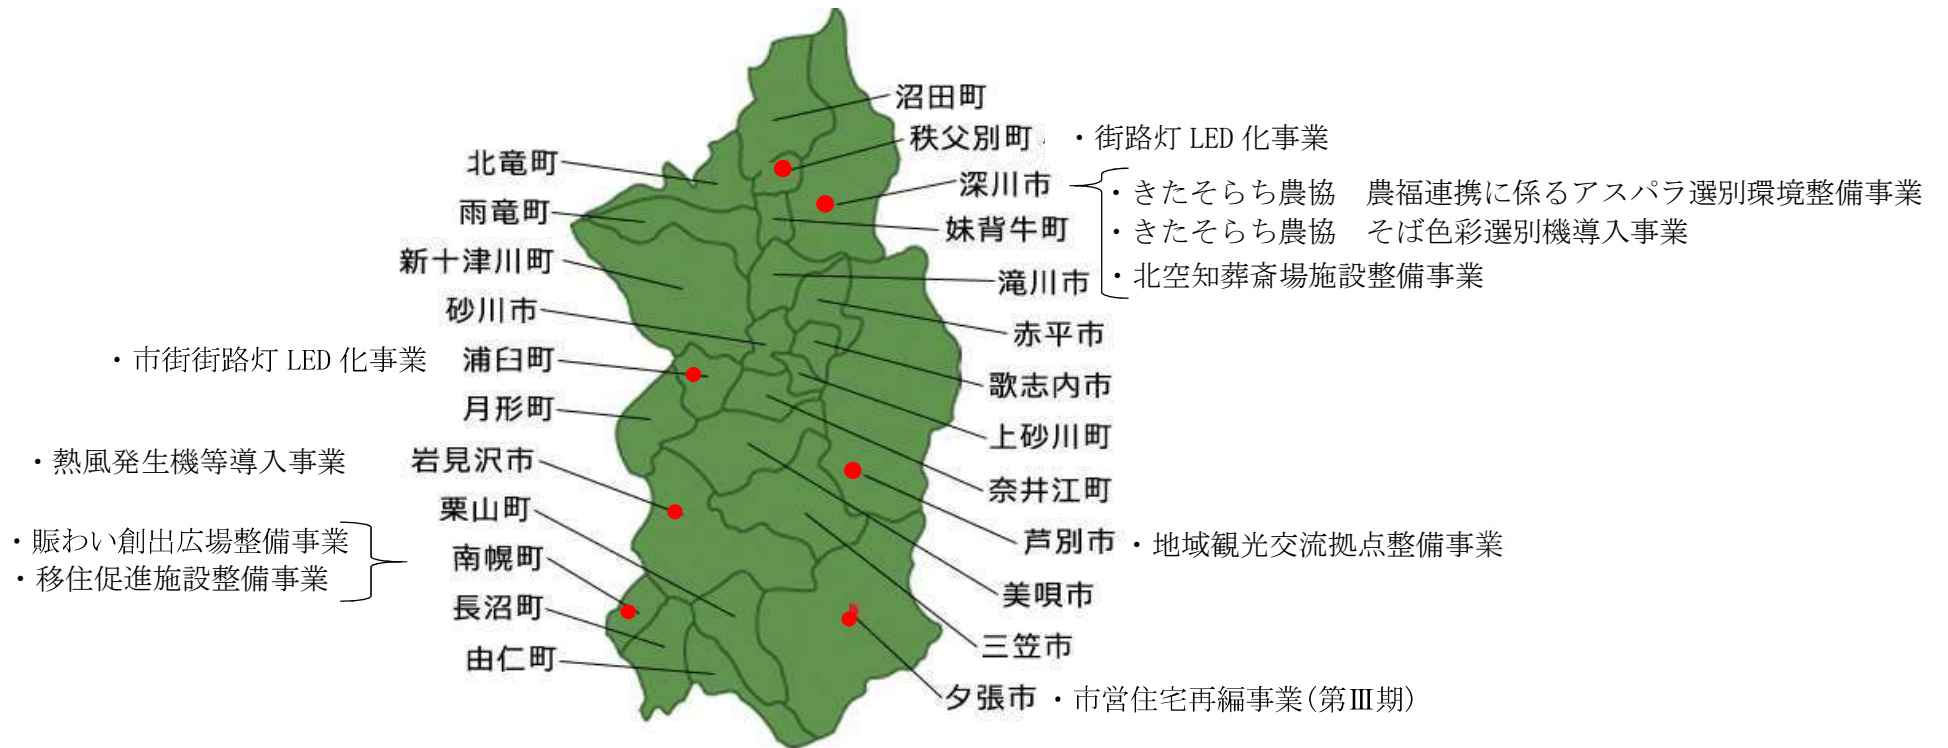 沼田町
秩父別町 ・街路灯 LED 化事業
深川市
・きたそらち農協　農福連携に係るアスパラ選別環境整備事業
・きたそらち農協　そば色彩選別機導入事業
・北空知葬斎場施設整備事業
妹背牛町
滝川市
赤平市
歌志内市
上砂川町
奈井江町
芦別市 ・地域観光交流拠点整備事業
美唄市
三笠市
夕張市 ・市営住宅再編事業(第Ⅲ期)
北竜町
雨竜町
新十津川町
砂川市
・市街街路灯 LED 化事業 浦臼町
月形町
・熱風発生機等導入事業 岩見沢市
栗山町
・賑わい創出広場整備事業
・移住促進施設整備事業
南幌町
長沼町
由仁町